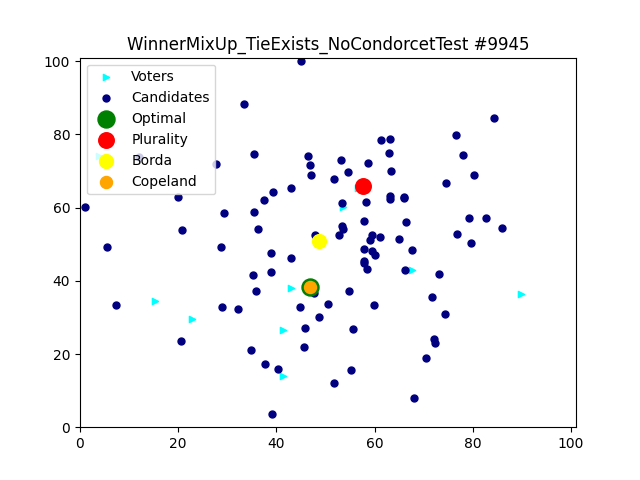 WinnerMixUp_TieExists_NoCondorcetTest #9945
100
80
60
40
20
0
0
20
40
60
80
100
Voters
Candidates
Optimal
Plurality
Borda
Copeland